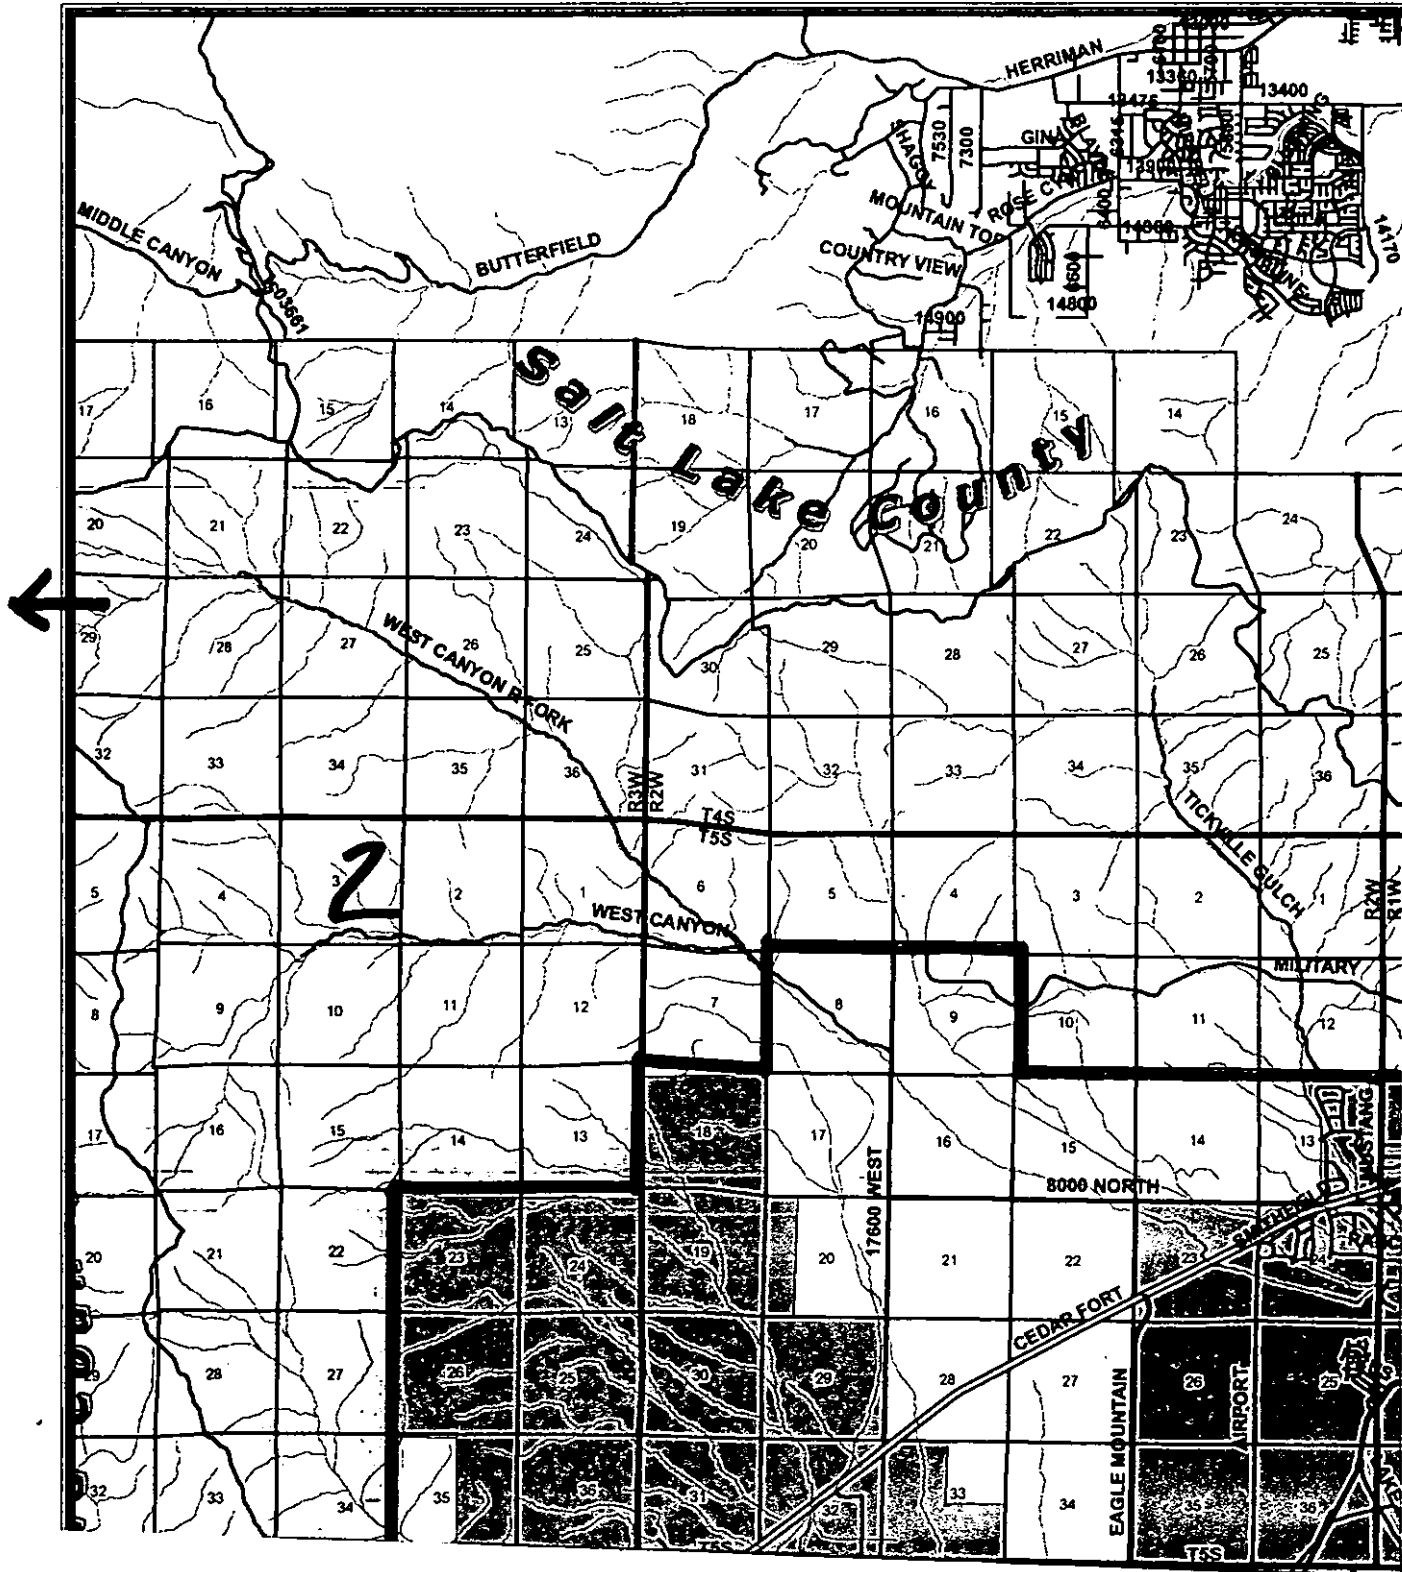 HERRIMAN
13400
13475
7530
7300
GINA
6315
MOUNTAIN TOP
ROSE
6400
MIDDLE CANYON
BUTTERFIELD
COUNTRY VIEW
6600
14800
14170
14900
Salt Lake County
17 16 15 14 13 18 17 16 15 14
20 21 22 23 24 19 20 21 22 23 24
29 28 27 26 25 30 29 28 27 26 25
WEST CANYON R FORK
32 33 34 35 36 31 32 33 34 35 36
R3W
R2W
T4S
T5S
TICKVILLE GULCH
2
5 4 3 2 1 6 5 4 3 2 1
R2W
R1W
WEST CANYON
MILITARY
8 9 10 11 12 7 8 9 10 11 12
17 16 15 14 13 18 17 16 15 14 13
MUSTANG
17600 WEST
8000 NORTH
20 21 22 23 24 19 20 21 22 23
CEDAR FORT
29 28 27 26 25 30 29 28 27 26 25
EAGLE MOUNTAIN
AIRPORT
32 33 34 35 36 31 32 33 34 35 36
T5S
T5S